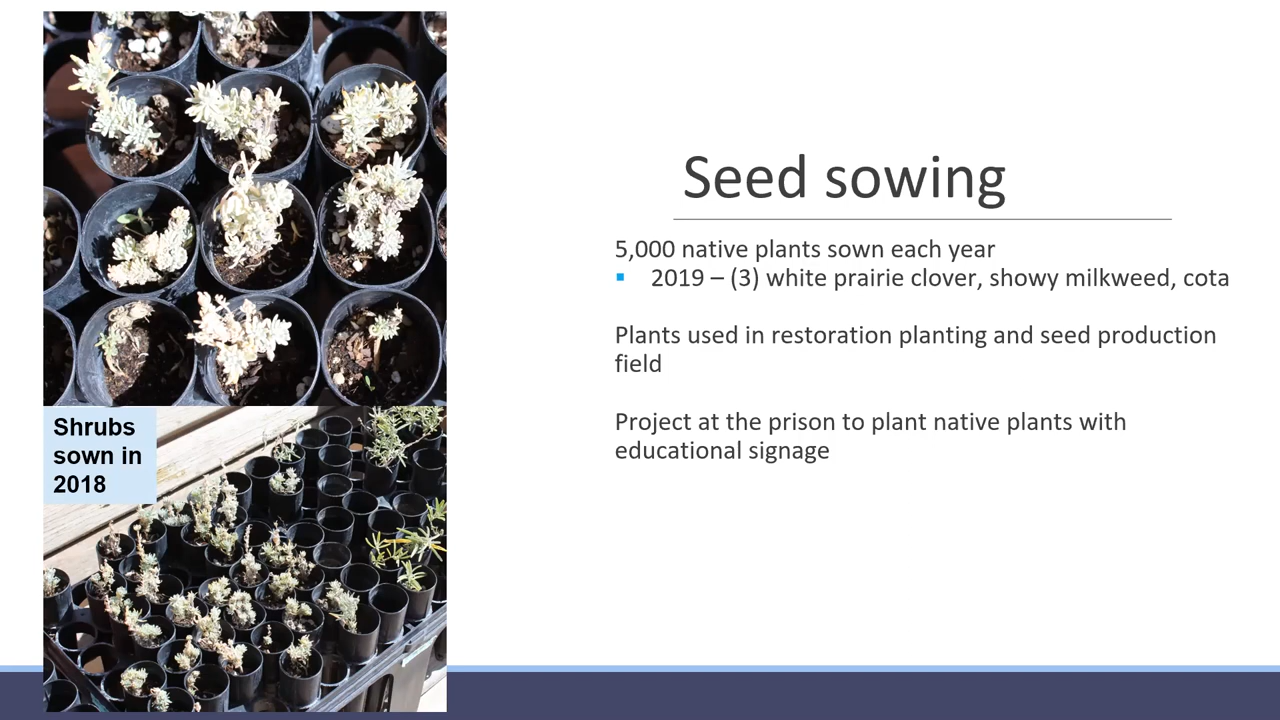 Seed sowing
5,000 native plants sown each year
▪ 2019 – (3) white prairie clover, showy milkweed, cota
Plants used in restoration planting and seed production
field
Project at the prison to plant native plants with
educational signage
Shrubs
sown in
2018